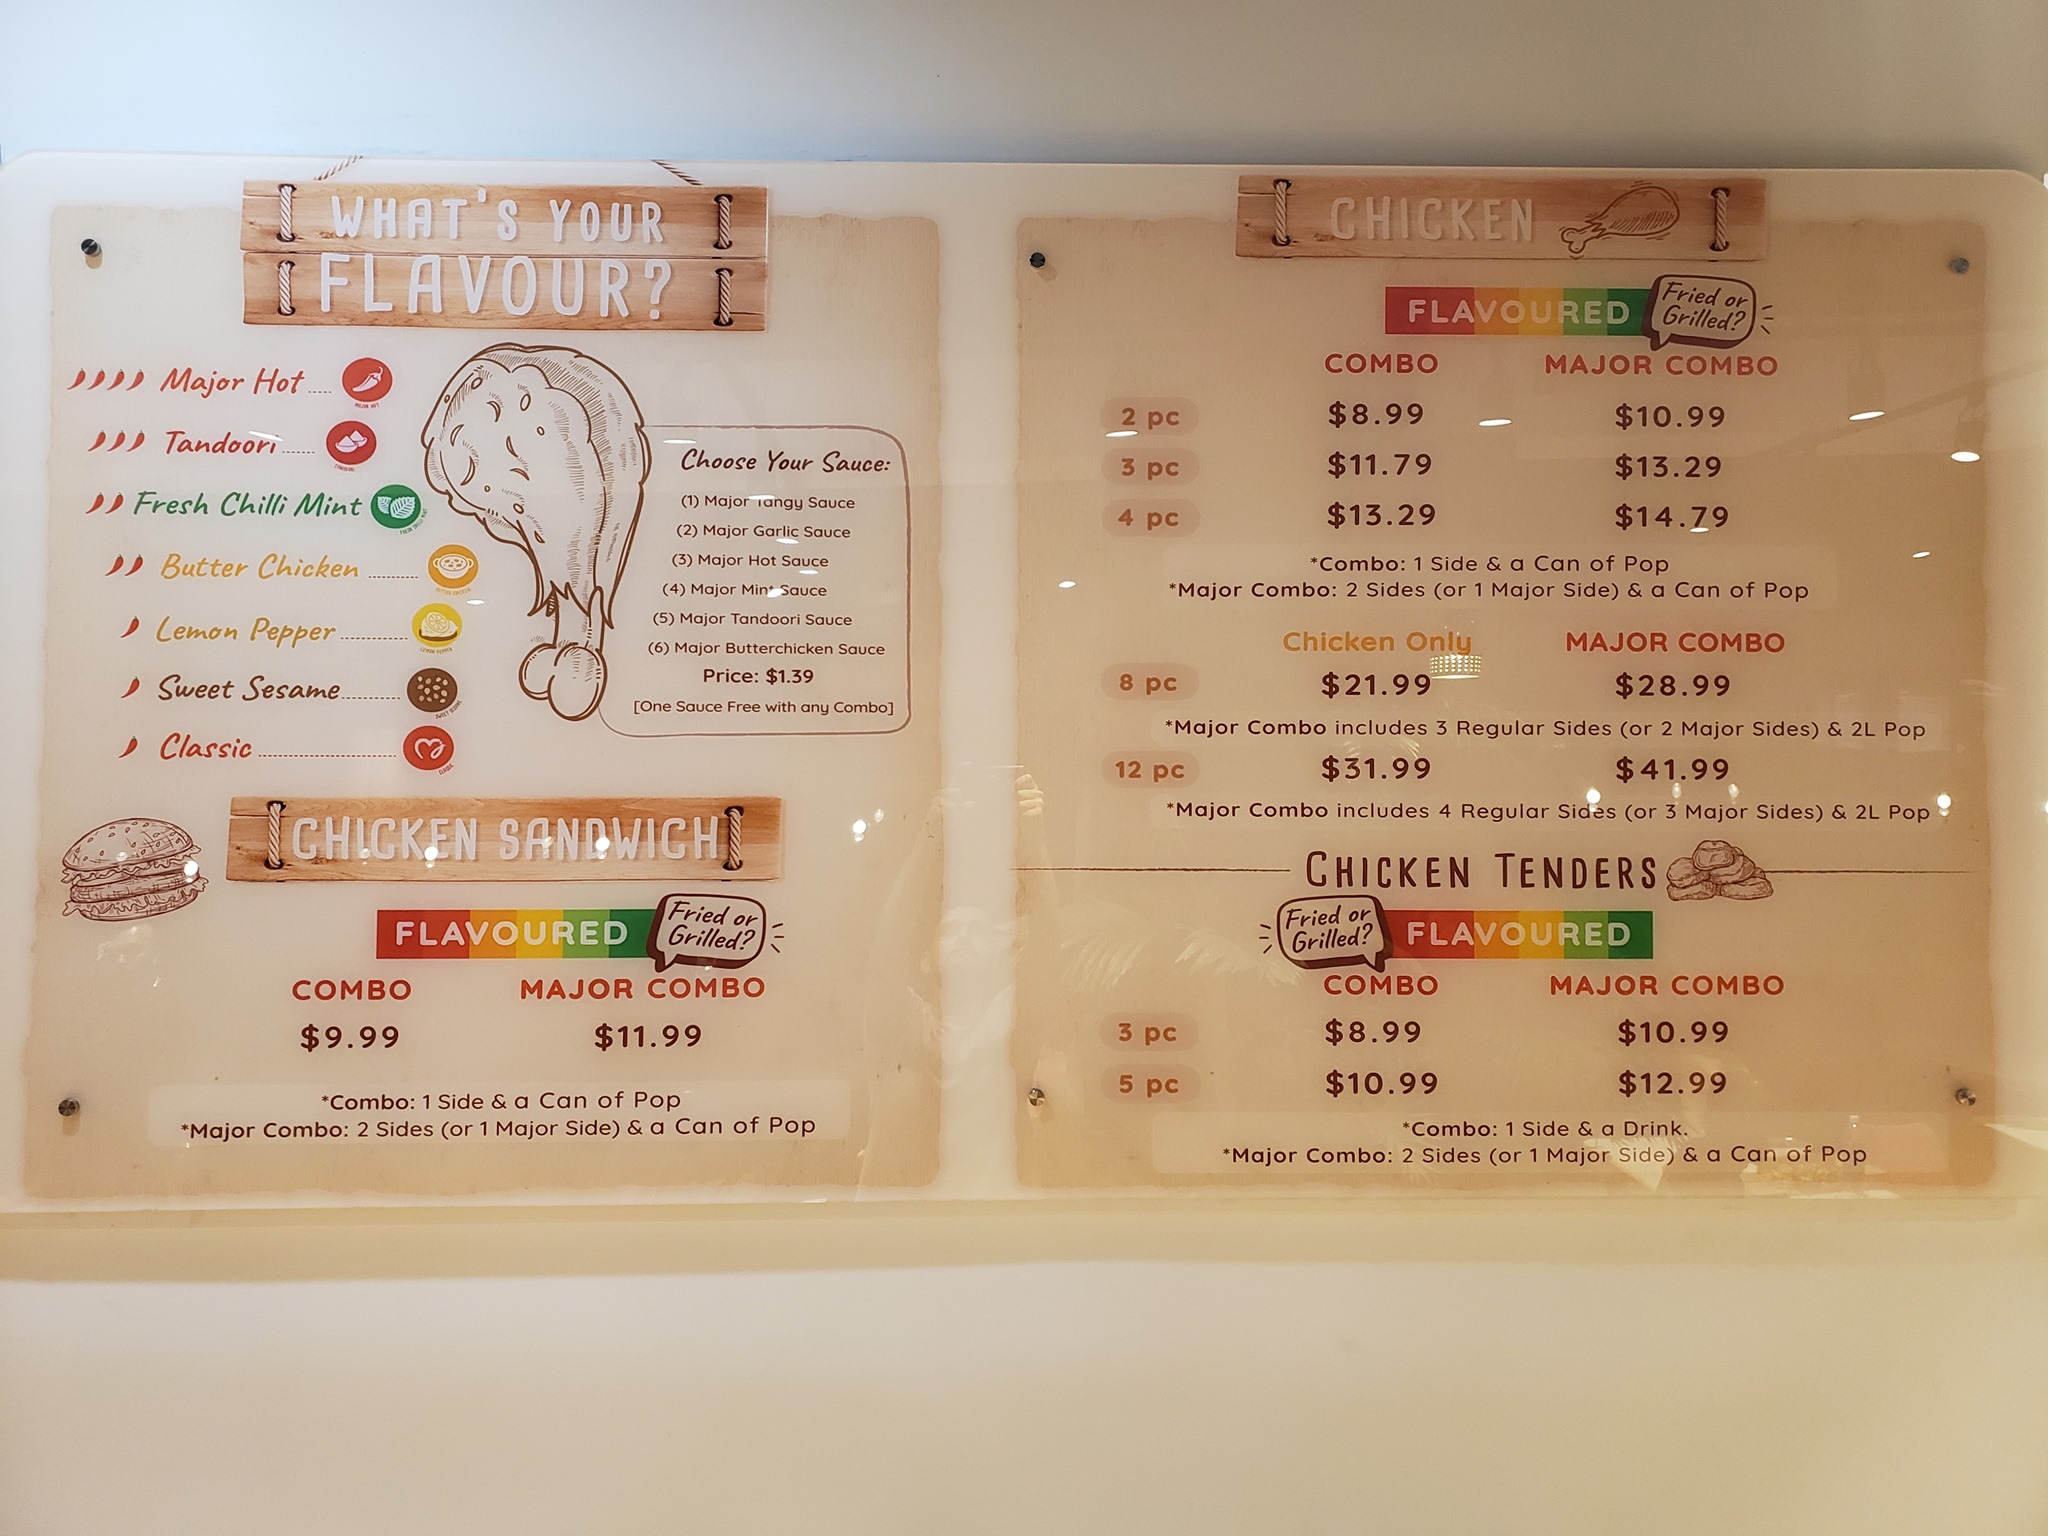 WHAT'S YOUR
FLAVOUR?
Major Hot
Tandoori
Fresh Chilli Mint
Butter Chicken
Lemon Pepper
Sweet Sesame
Classic
Choose Your Sauce:
(1) Major Tangy Sauce
(2) Major Garlic Sauce
(3) Major Hot Sauce
(4) Major Mint Sauce
(5) Major Tandoori Sauce
(6) Major Butterchicken Sauce
Price: $1.39
[One Sauce Free with any Combo]
CHICKEN SANDWICH
FLAVOURED
Fried or
Grilled?
COMBO MAJOR COMBO
$9.99 $11.99
*Combo: 1 Side & a Can of Pop
*Major Combo: 2 Sides (or 1 Major Side) & a Can of Pop
CHICKEN
FLAVOURED
Fried or
Grilled?
COMBO MAJOR COMBO
2 pc $8.99 $10.99
3 pc $11.79 $13.29
4 pc $13.29 $14.79
*Combo: 1 Side & a Can of Pop
*Major Combo: 2 Sides (or 1 Major Side) & a Can of Pop
Chicken Only MAJOR COMBO
8 pc $21.99 $28.99
*Major Combo includes 3 Regular Sides (or 2 Major Sides) & 2L Pop
12 pc $31.99 $41.99
*Major Combo includes 4 Regular Sides (or 3 Major Sides) & 2L Pop
CHICKEN TENDERS
Fried or
Grilled?
FLAVOURED
COMBO MAJOR COMBO
3 pc $8.99 $10.99
5 pc $10.99 $12.99
*Combo: 1 Side & a Drink.
*Major Combo: 2 Sides (or 1 Major Side) & a Can of Pop